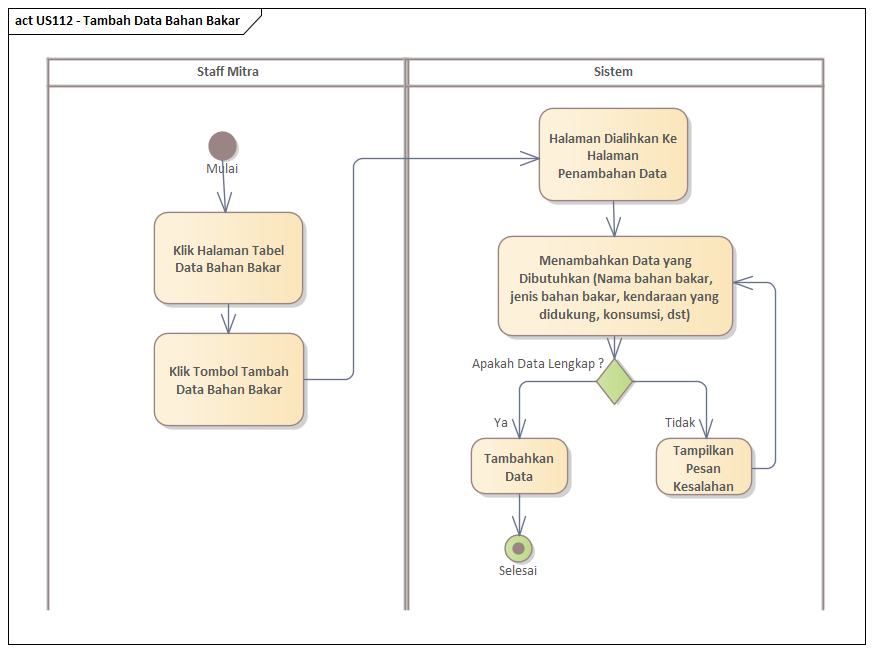 act US112 - Tambah Data Bahan Bakar
Staff Mitra
Sistem
Mulai
Klik Halaman Tabel
Data Bahan Bakar
Klik Tombol Tambah
Data Bahan Bakar
Halaman Dialihkan Ke
Halaman
Penambahan Data
Menambahkan Data yang
Dibutuhkan (Nama bahan bakar,
jenis bahan bakar, kendaraan yang
didukung, konsumsi, dst)
Apakah Data Lengkap ?
Ya
Tidak
Tambahkan
Data
Tampilkan
Pesan
Kesalahan
Selesai